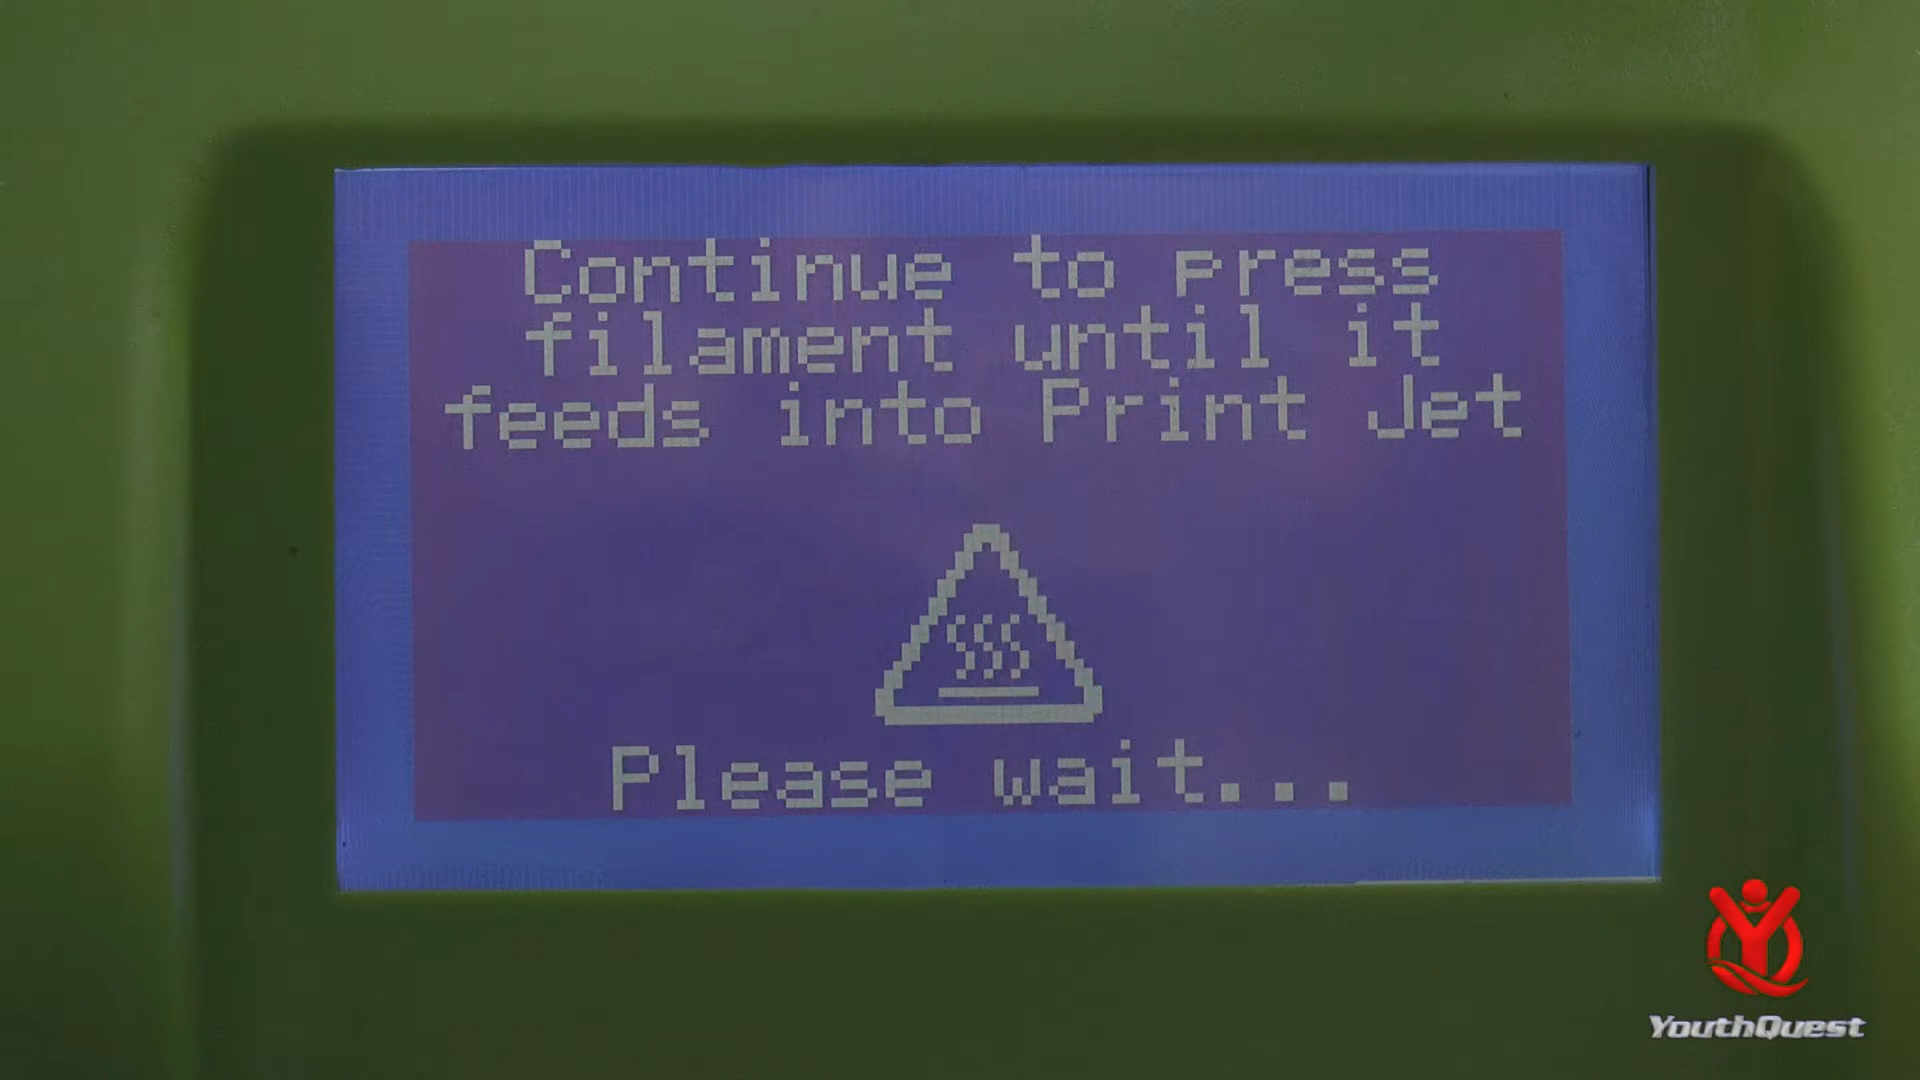 Continue to press
filament until it
feeds into Print Jet
Please wait...
YouthQuest